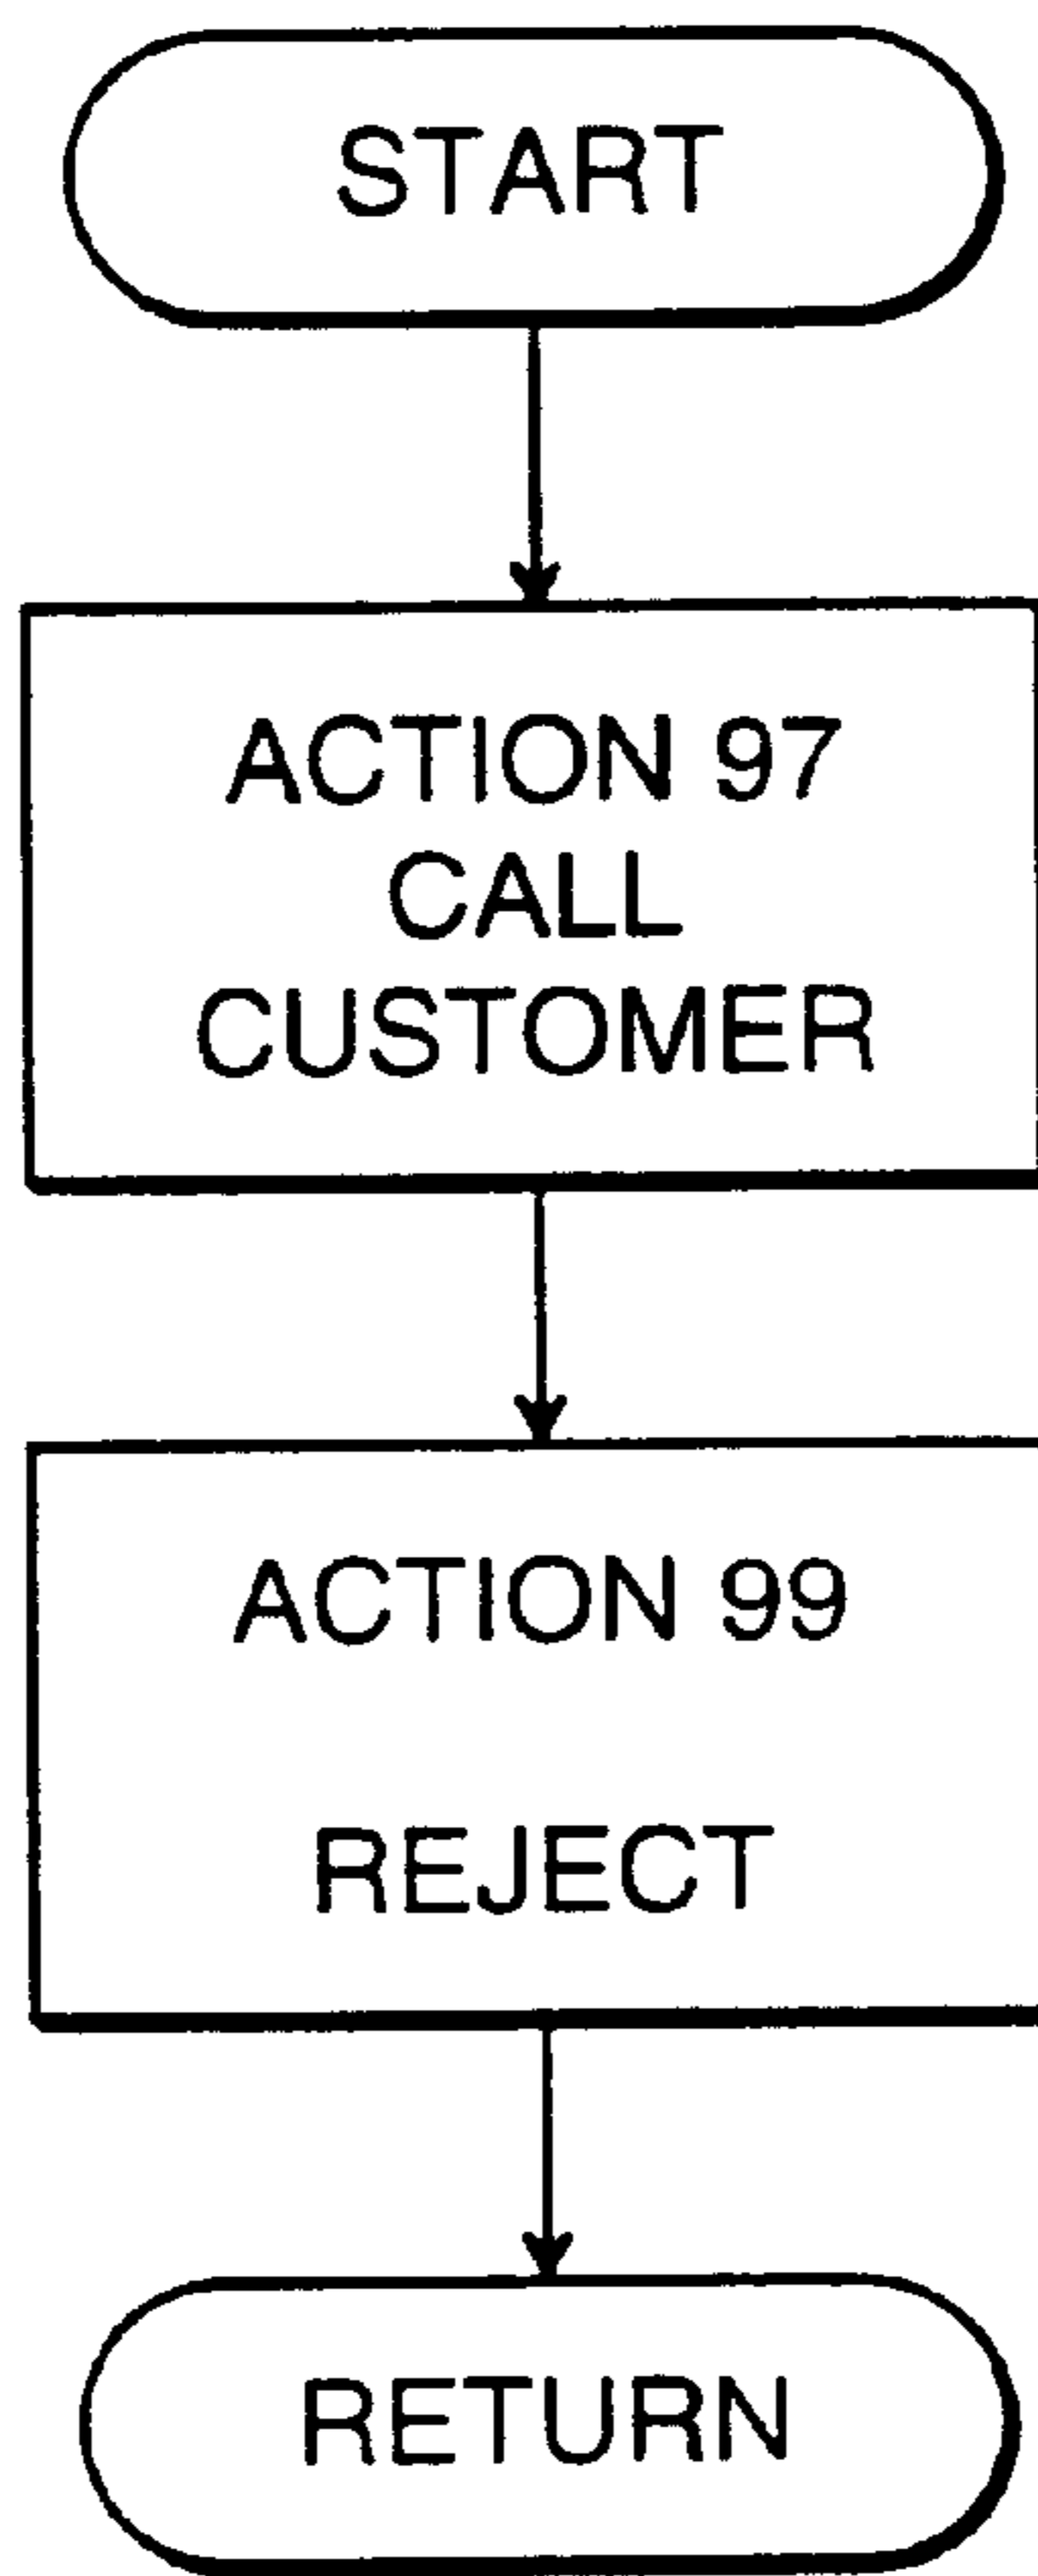 START
ACTION 97
CALL
CUSTOMER
ACTION 99
REJECT
RETURN